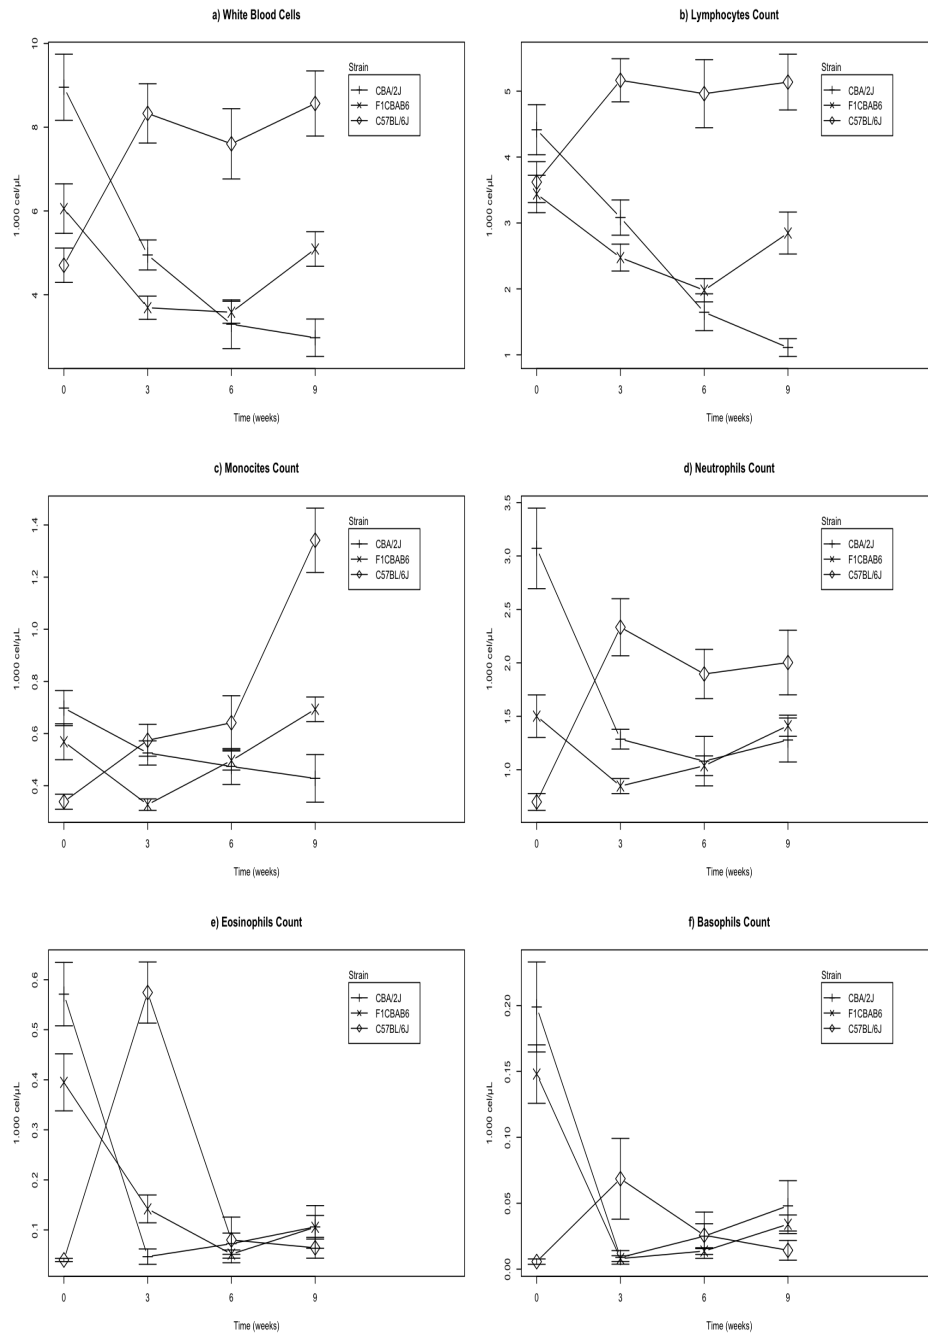 a) White Blood Cells
10
8
6
4
1.000 cel/µL
0 3 6 9
Time (weeks)
Strain
CBA/2J
F1CBAB6
C57BL/6J
b) Lymphocytes Count
5
4
3
2
1
1.000 cel/µL
0 3 6 9
Time (weeks)
Strain
CBA/2J
F1CBAB6
C57BL/6J
c) Monocites Count
1.4
1.2
1.0
0.8
0.6
0.4
1.000 cel/µL
0 3 6 9
Time (weeks)
Strain
CBA/2J
F1CBAB6
C57BL/6J
d) Neutrophils Count
3.5
3.0
2.5
2.0
1.5
1.0
1.000 cel/µL
0 3 6 9
Time (weeks)
Strain
CBA/2J
F1CBAB6
C57BL/6J
e) Eosinophils Count
0.6
0.5
0.4
0.3
0.2
0.1
1.000 cel/µL
0 3 6 9
Time (weeks)
Strain
CBA/2J
F1CBAB6
C57BL/6J
f) Basophils Count
0.20
0.15
0.10
0.05
0.00
1.000 cel/µL
0 3 6 9
Time (weeks)
Strain
CBA/2J
F1CBAB6
C57BL/6J